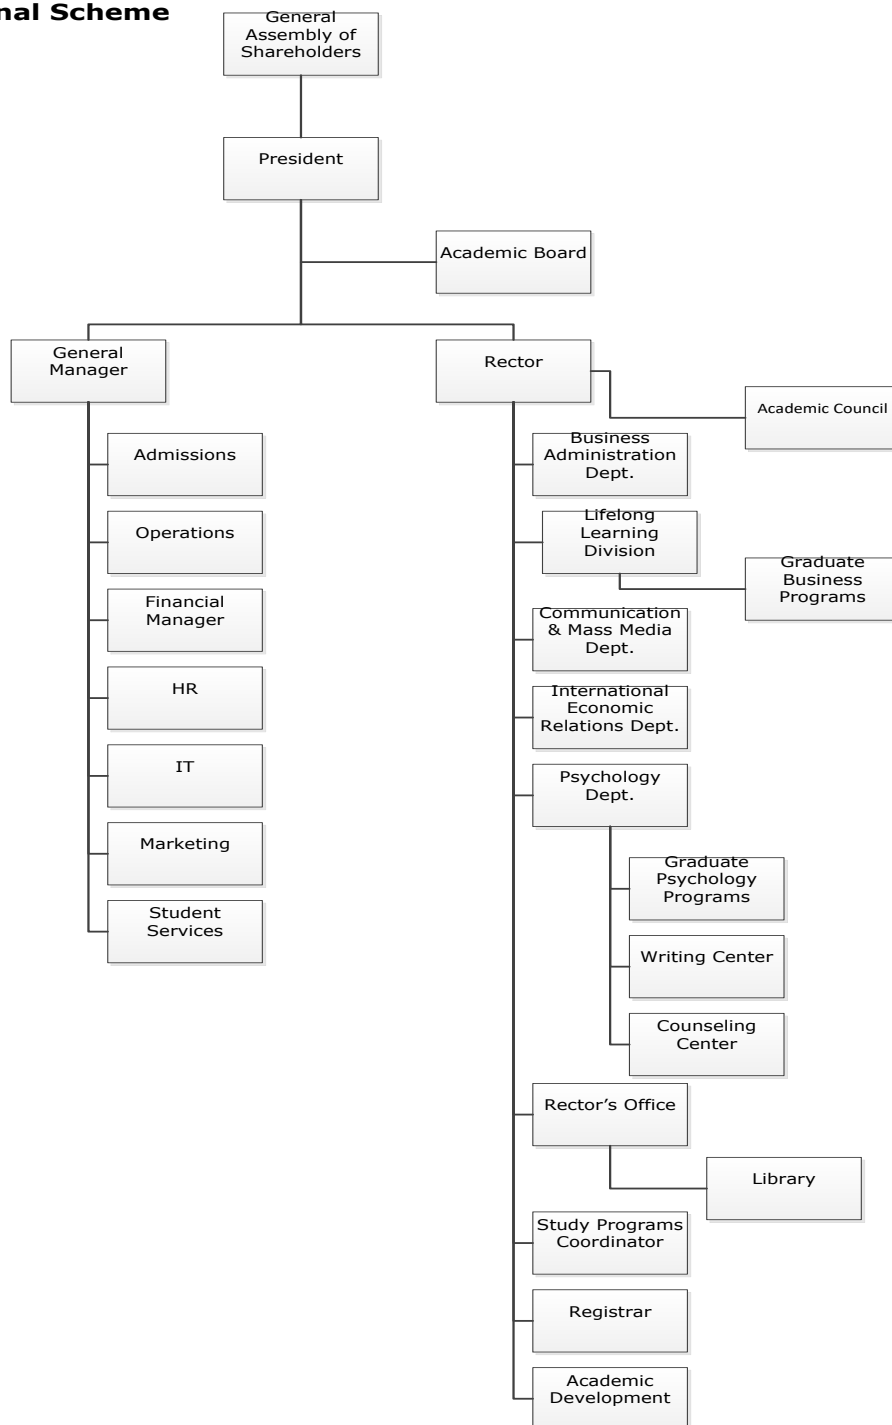 nal Scheme
General
Assembly of
Shareholders
President
Academic Board
General
Manager
Rector
Academic Council
Admissions
Operations
Financial
Manager
HR
IT
Marketing
Student
Services
Business
Administration
Dept.
Lifelong
Learning
Division
Graduate
Business
Programs
Communication
& Mass Media
Dept.
International
Economic
Relations Dept.
Psychology
Dept.
Graduate
Psychology
Programs
Writing Center
Counseling
Center
Rector’s Office
Library
Study Programs
Coordinator
Registrar
Academic
Development